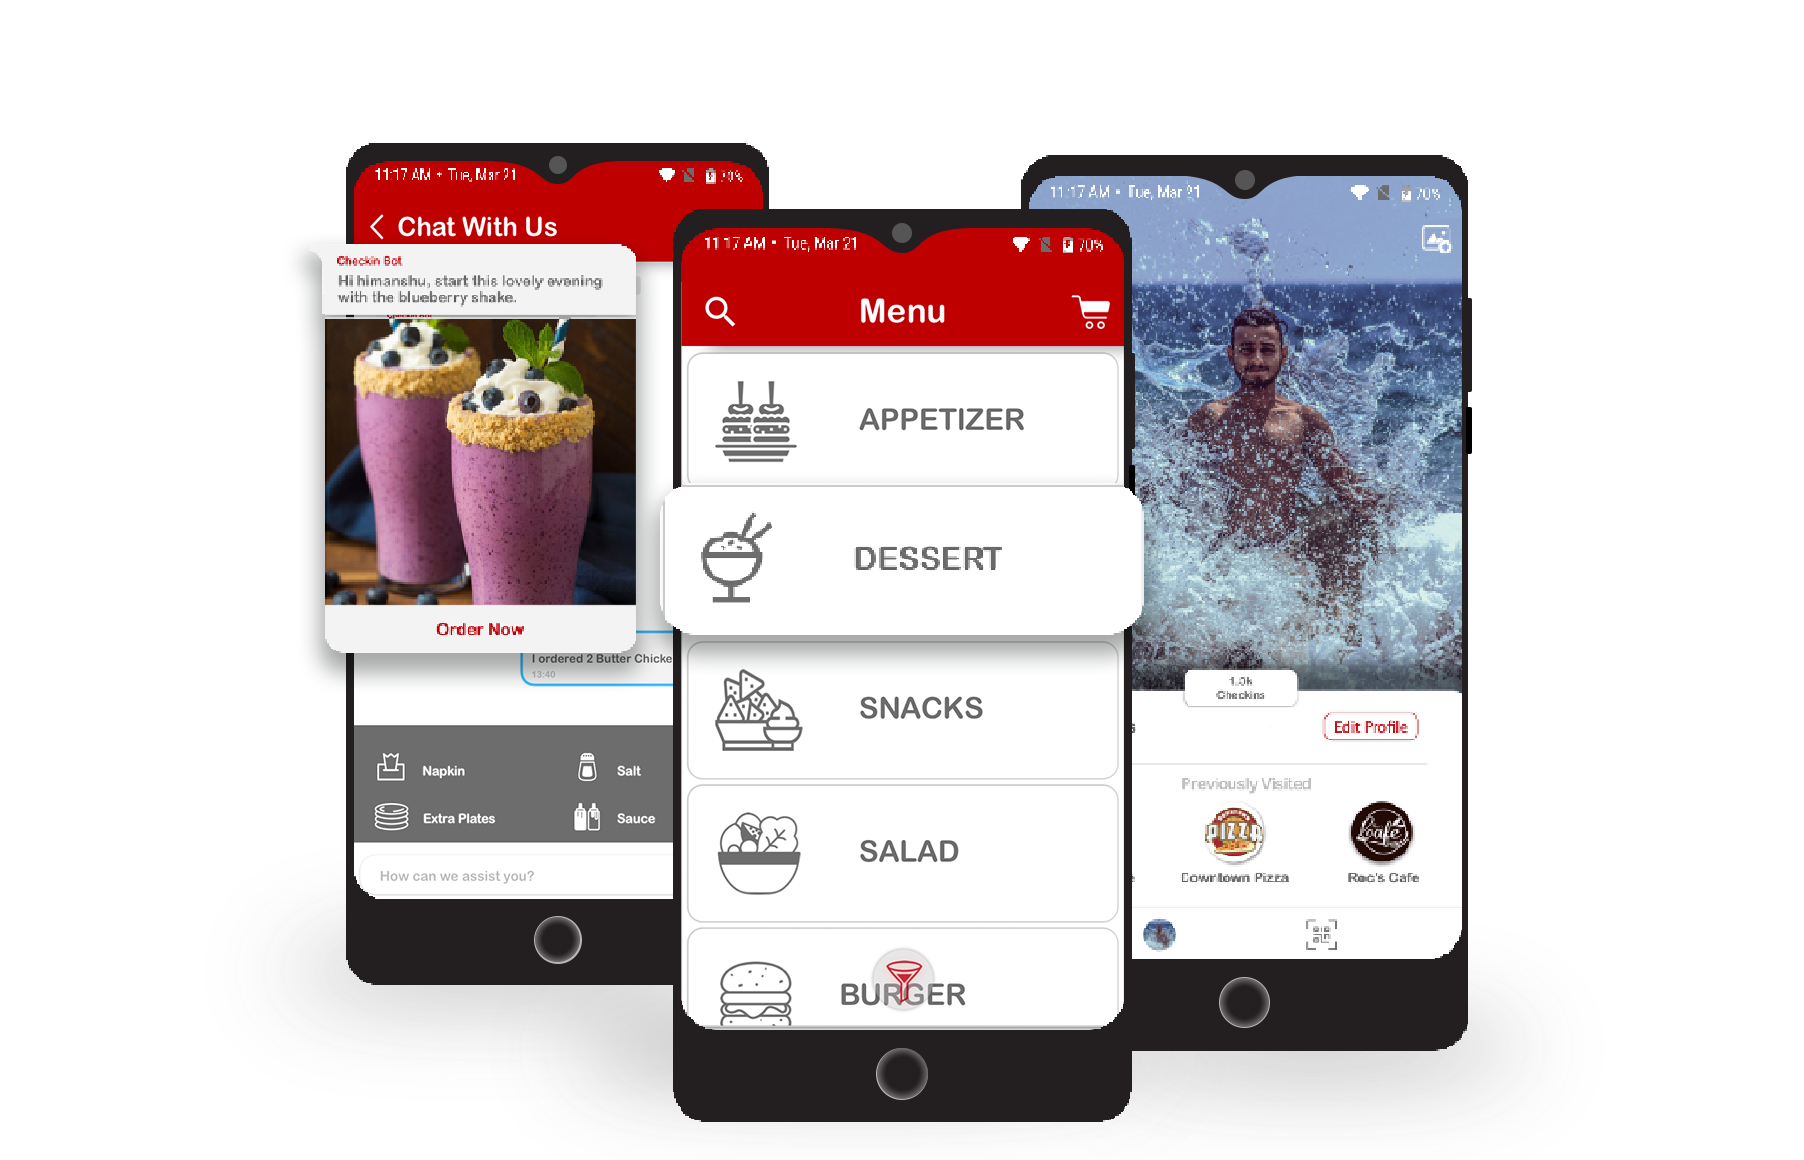 11:17 AM • Tue, Mar 21
70%
Chat With Us
Checkin Bot
Hi himanshu, start this lovely evening
with the blueberry shake.
Order Now
I ordered 2 Butter Chicke
13:40
Napkin
Salt
Extra Plates
Sauce
How can we assist you?
11:17 AM • Tue, Mar 21
70%
Menu
APPETIZER
DESSERT
SNACKS
SALAD
BURGER
11:17 AM • Tue, Mar 21
70%
Checkins
Edit Profile
Previously Visited
PIZZA
Downtown Pizza
Roc's Cafe